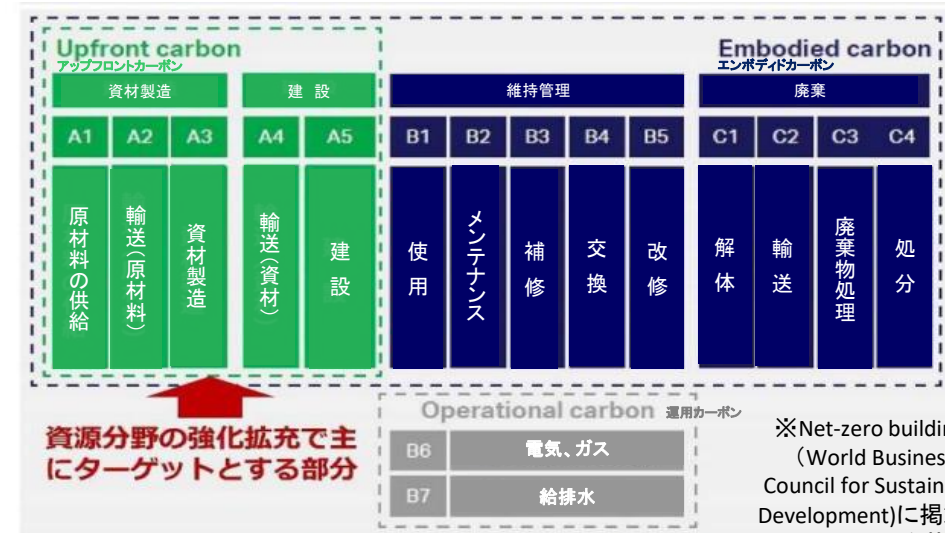 Upfront carbon
アップフロントカーボン
Embodied carbon
エンボディドカーボン
資材製造
建 設
維持管理
廃棄
A1 A2 A3 A4 A5 B1 B2 B3 B4 B5 C1 C2 C3 C4
原材料の供給
輸送（原材料）
資材製造
輸送（資材）
建設
使用
メンテナンス
補修
交換
改修
解体
輸送
廃棄物処理
処分
資源分野の強化拡充で主
にターゲットとする部分
Operational carbon 運用カーボン
B6 電気、ガス
B7 給排水
※Net-zero buildin
（World Busines
Council for Sustain
Development)に掲